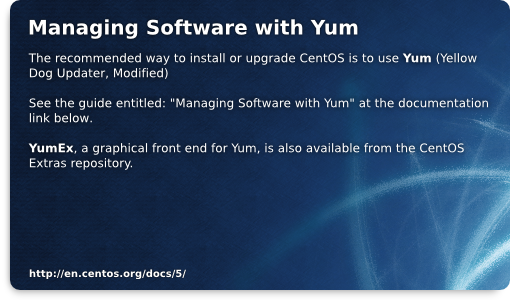 Managing Software with Yum
The recommended way to install or upgrade CentOS is to use Yum (Yellow
Dog Updater, Modified)
See the guide entitled: "Managing Software with Yum" at the documentation
link below.
YumEx, a graphical front end for Yum, is also available from the CentOS
Extras repository.
http://en.centos.org/docs/5/